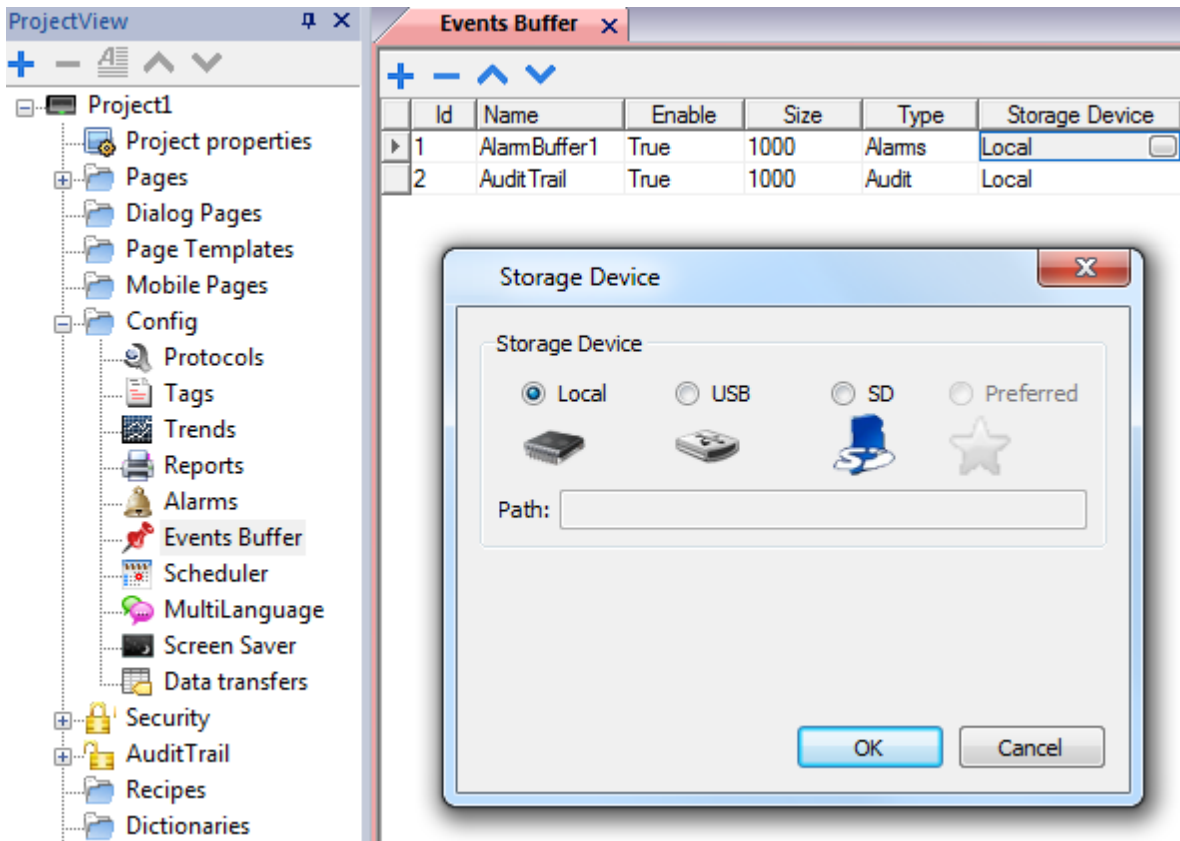 ProjectView
Project1
Project properties
Pages
Dialog Pages
Page Templates
Mobile Pages
Config
Protocols
Tags
Trends
Reports
Alarms
Events Buffer
Scheduler
MultiLanguage
Screen Saver
Data transfers
Security
AuditTrail
Recipes
Dictionaries
Events Buffer
Id Name Enable Size Type Storage Device
1 AlarmBuffer1 True 1000 Alarms Local
2 AuditTrail True 1000 Audit Local
Storage Device
Storage Device
Local USB SD Preferred
Path:
OK Cancel